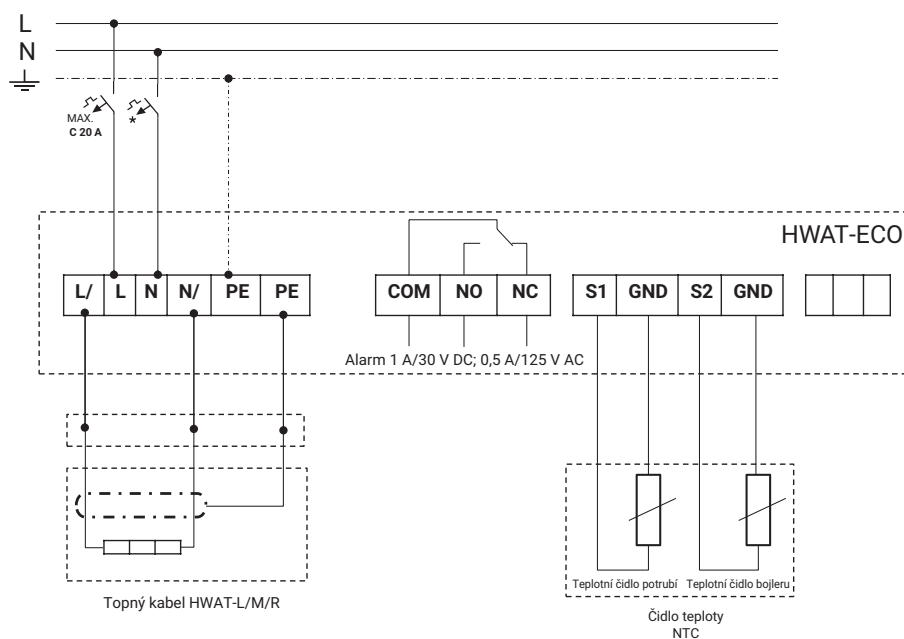 L
N
MAX.
C 20 A
*
HWAT-ECO
L/ L N N/ PE PE
COM NO NC
S1 GND S2 GND
Alarm 1 A/30 V DC; 0,5 A/125 V AC
Teplotní čidlo potrubí Teplotní čidlo bojleru
Topný kabel HWAT-L/M/R
Čidlo teploty
NTC